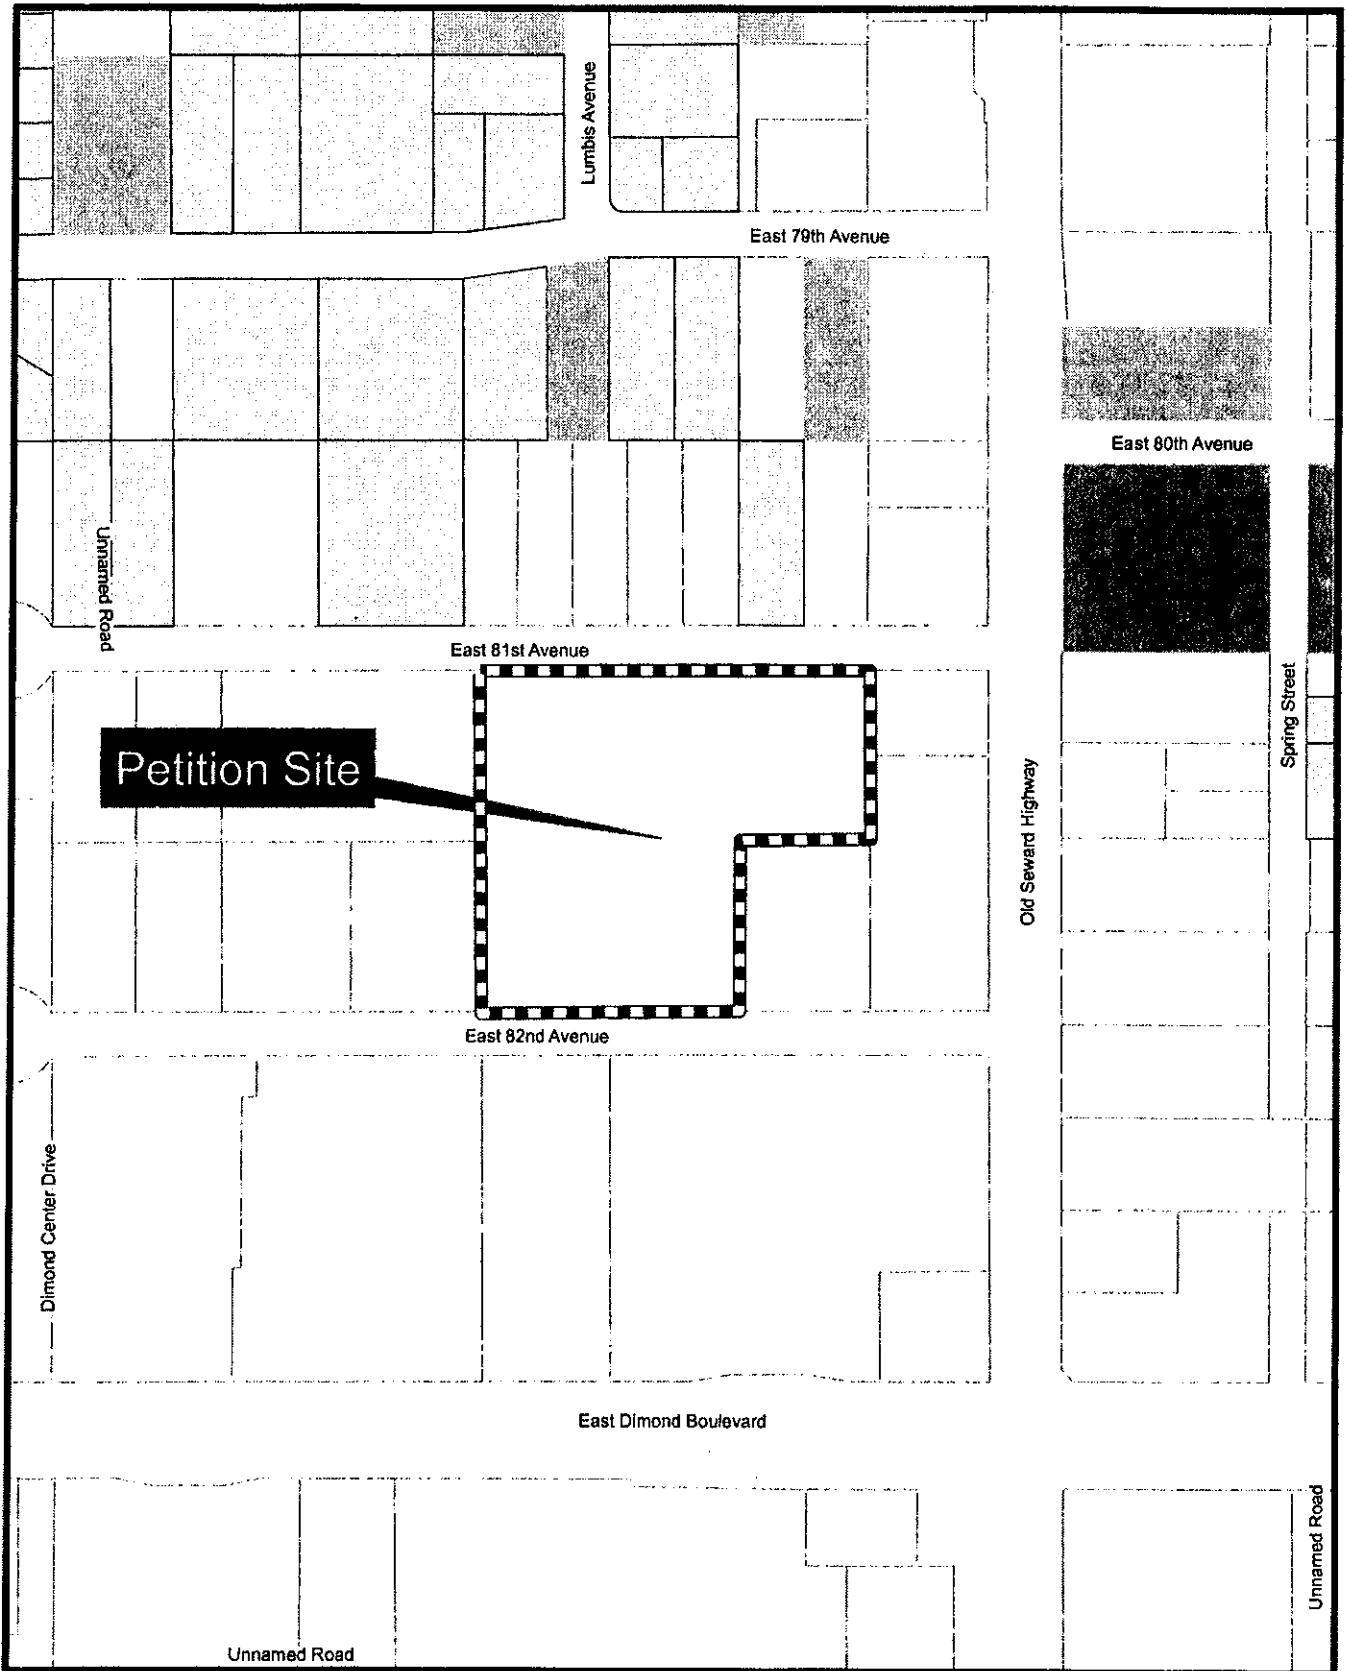 Lumbis Avenue
East 79th Avenue
East 80th Avenue
Unnamed Road
East 81st Avenue
Spring Street
Petition Site
Old Seward Highway
East 82nd Avenue
Dimond Center Drive
East Dimond Boulevard
Unnamed Road
Unnamed Road